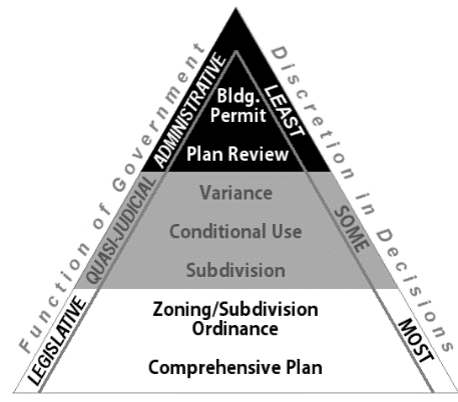 Function of Government
Discretion in Decisions
ADMINISTRATIVE
LEAST
Bldg.
Permit
Plan Review
QUASI-JUDICIAL
SOME
Variance
Conditional Use
Subdivision
LEGISLATIVE
MOST
Zoning/Subdivision
Ordinance
Comprehensive Plan